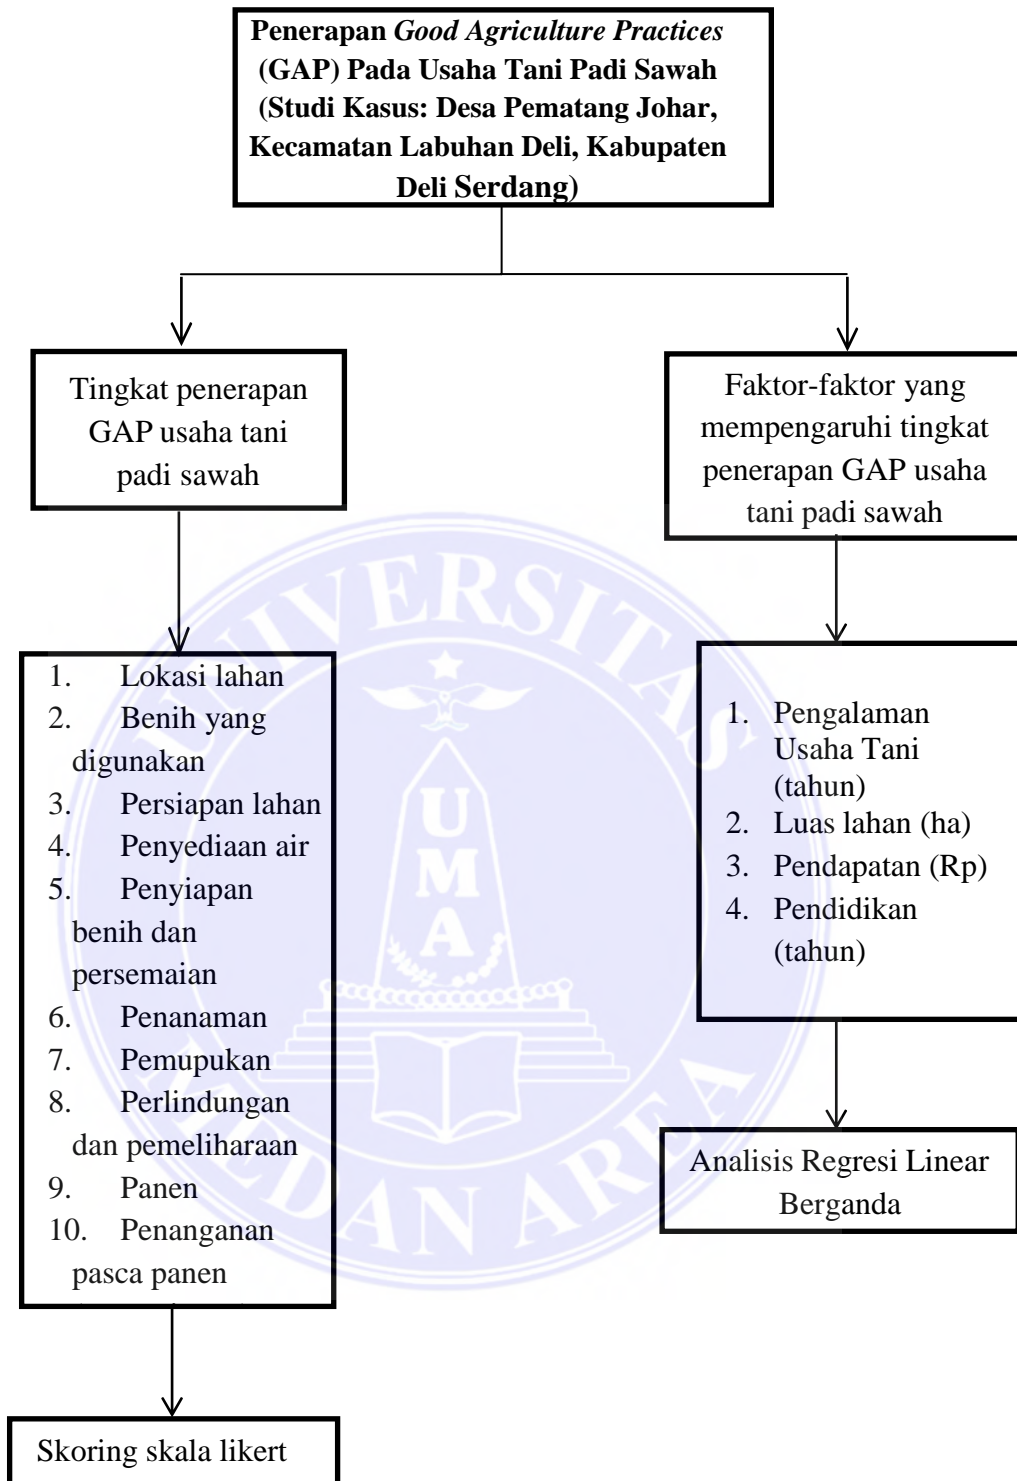 Penerapan Good Agriculture Practices
(GAP) Pada Usaha Tani Padi Sawah
(Studi Kasus: Desa Pematang Johar,
Kecamatan Labuhan Deli, Kabupaten
Deli Serdang)
Tingkat penerapan
GAP usaha tani
padi sawah
Faktor-faktor yang
mempengaruhi tingkat
penerapan GAP usaha
tani padi sawah
1. Lokasi lahan
2. Benih yang
digunakan
3. Persiapan lahan
4. Penyediaan air
5. Penyiapan
benih dan
persemaian
6. Penanaman
7. Pemupukan
8. Perlindungan
dan pemeliharaan
9. Panen
10. Penanganan
pasca panen
1. Pengalaman
Usaha Tani
(tahun)
2. Luas lahan (ha)
3. Pendapatan (Rp)
4. Pendidikan
(tahun)
Analisis Regresi Linear
Berganda
Skoring skala likert
UNIVERSITAS
UMA
MEDAN AREA